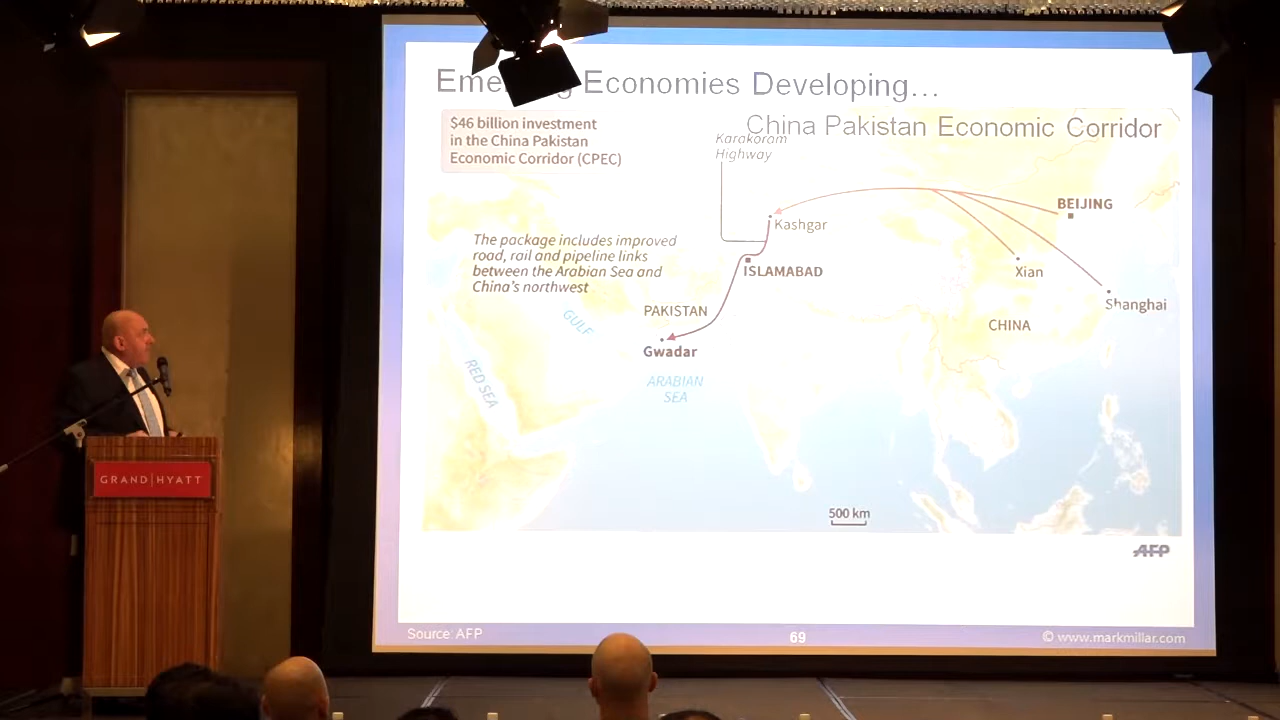 Economies Developing...
China Pakistan Economic Corridor
$46 billion investment
in the China Pakistan
Economic Corridor (CPEC)
Karakoram
Highway
BEIJING
Kashgar
The package includes improved
road, rail and pipeline links
between the Arabian Sea and
China's northwest
ISLAMABAD
Xian
Shanghai
PAKISTAN
GULF
CHINA
Gwadar
RED SEA
ARABIAN
SEA
GRAND|HYATT
500 km
AFP
Source: AFP
69
© www.markmillar.com